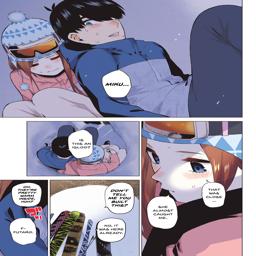 MIKU...
IS
THIS AN
IGLOO?
THAT
WAS
CLOSE...
SHE
ALMOST
CAUGHT
ME.
DON'T
TELL ME
YOU BUILT
THIS?
NO, IT
WAS HERE
ALREADY.
OH,
THEY'RE
PRETTY
WARM
INSIDE,
HUH?
F-
FUTARO.